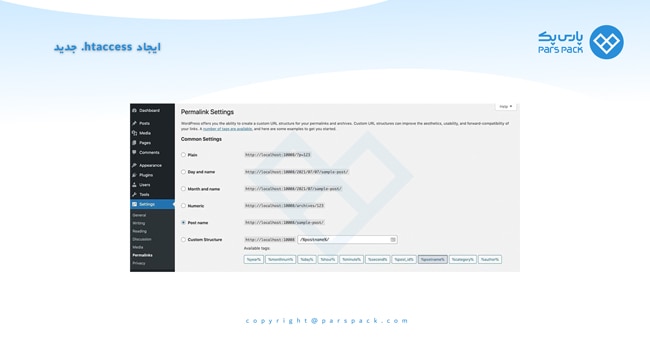 ایجاد htaccess. جدید
پارس پک
PARS PACK
Help
Dashboard
Posts
Media
Pages
Comments
Appearance
Plugins
Users
Tools
Settings
General
Writing
Reading
Discussion
Media
Permalinks
Privacy
Permalink Settings
WordPress offers you the ability to create a custom URL structure for your permalinks and archives. Custom URL structures can improve the aesthetics, usability, and forward-compatibility of
your links. A number of tags are available, and here are some examples to get you started.
Common Settings
Plain http://localhost:10008/?p=123
Day and name http://localhost:10008/2021/07/07/sample-post/
Month and name http://localhost:10008/2021/07/sample-post/
Numeric http://localhost:10008/archives/123
Post name http://localhost:10008/sample-post/
Custom Structure http://localhost:10008 /%postname%/
Available tags:
%year% %monthnum% %day% %hour% %minute% %second% %post_id% %postname% %category% %author%
copyright@parspack.com